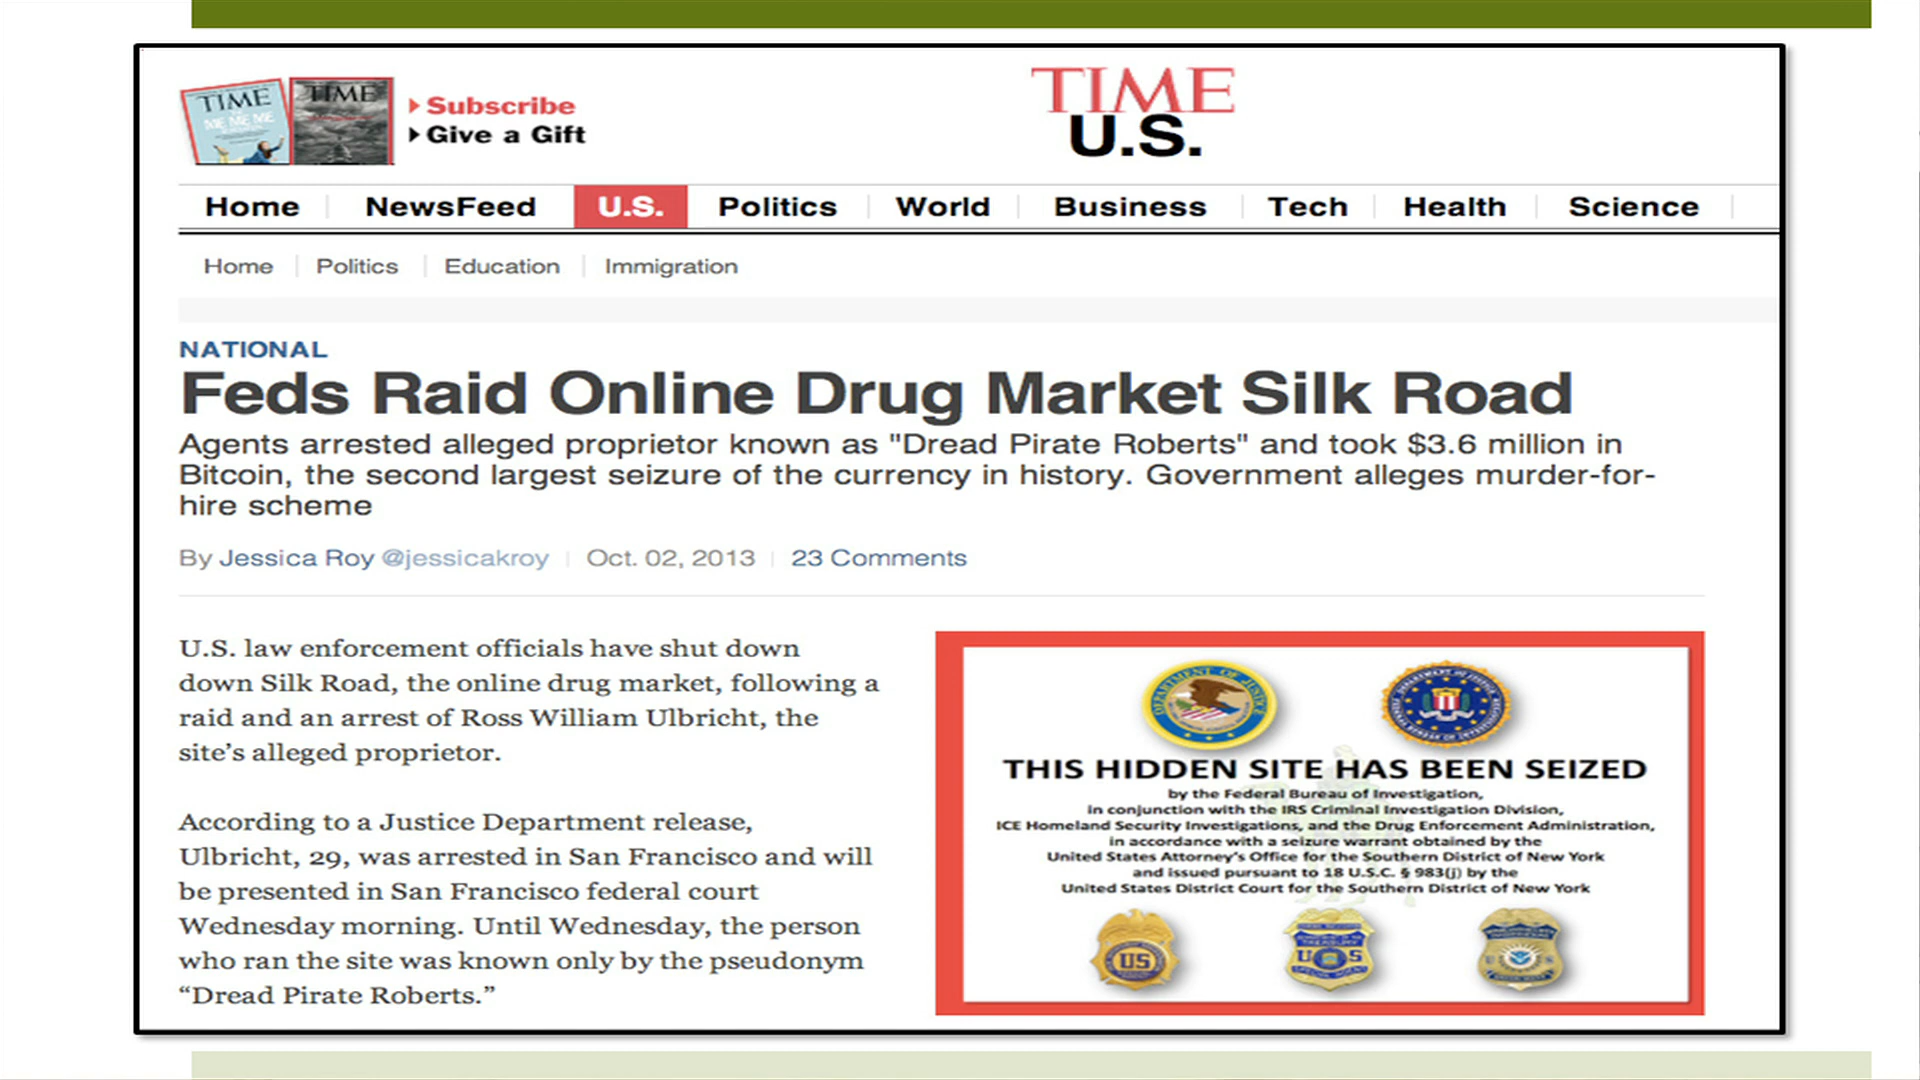 TIME
ME ME ME
TIME
Subscribe
Give a Gift
TIME
U.S.
Home NewsFeed U.S. Politics World Business Tech Health Science
Home Politics Education Immigration
NATIONAL
Feds Raid Online Drug Market Silk Road
Agents arrested alleged proprietor known as "Dread Pirate Roberts" and took $3.6 million in
Bitcoin, the second largest seizure of the currency in history. Government alleges murder-for-
hire scheme
By Jessica Roy @jessicakroy Oct. 02, 2013 23 Comments
U.S. law enforcement officials have shut down
down Silk Road, the online drug market, following a
raid and an arrest of Ross William Ulbricht, the
site’s alleged proprietor.
According to a Justice Department release,
Ulbricht, 29, was arrested in San Francisco and will
be presented in San Francisco federal court
Wednesday morning. Until Wednesday, the person
who ran the site was known only by the pseudonym
“Dread Pirate Roberts.”
DEPARTMENT OF JUSTICE
THIS HIDDEN SITE HAS BEEN SEIZED
by the Federal Bureau of Investigation,
in conjunction with the IRS Criminal Investigation Division,
ICE Homeland Security Investigations, and the Drug Enforcement Administration,
in accordance with a seizure warrant obtained by the
United States Attorney's Office for the Southern District of New York
and issued pursuant to 18 U.S.C. § 983(j) by the
United States District Court for the Southern District of New York
US
U S
SPECIAL AGENT